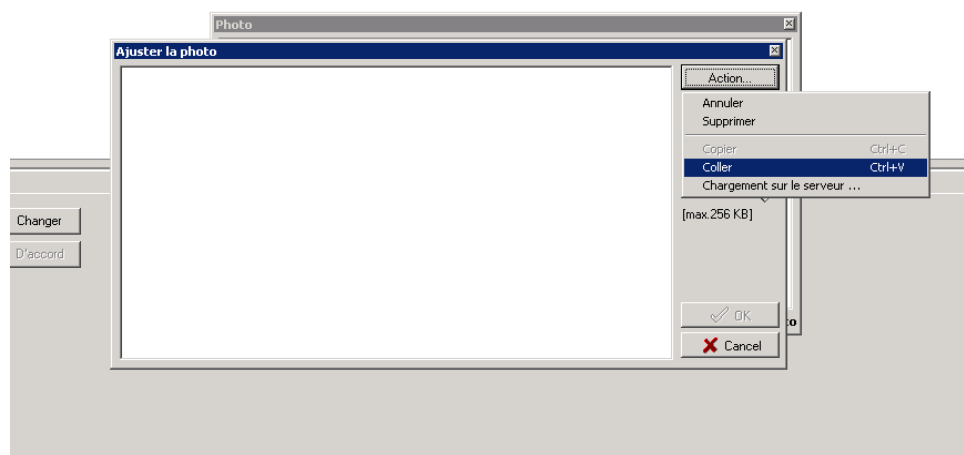 Photo
Ajuster la photo
Action...
Annuler
Supprimer
Copier Ctrl+C
Coller Ctrl+V
Chargement sur le serveur ...
[max.256 KB]
Changer
D'accord
OK
to
Cancel